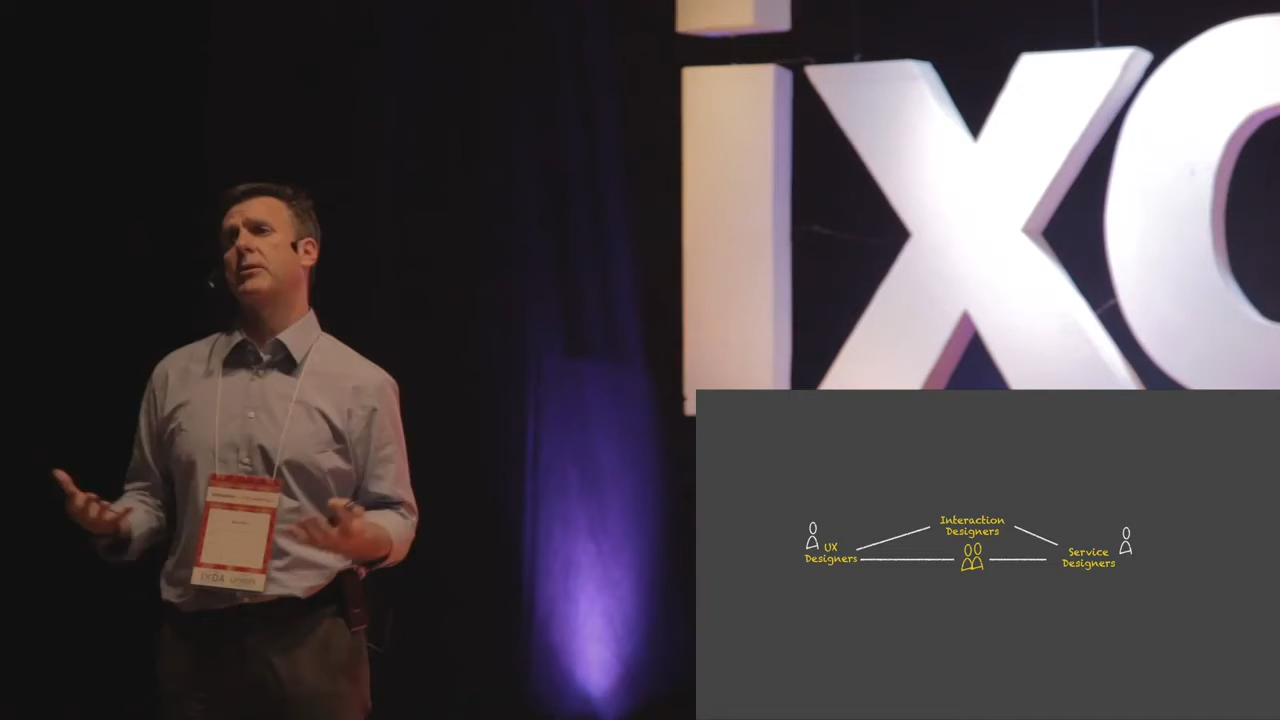 IXD
Interaction
Designers
UX
Designers
Service
Designers
IXDA